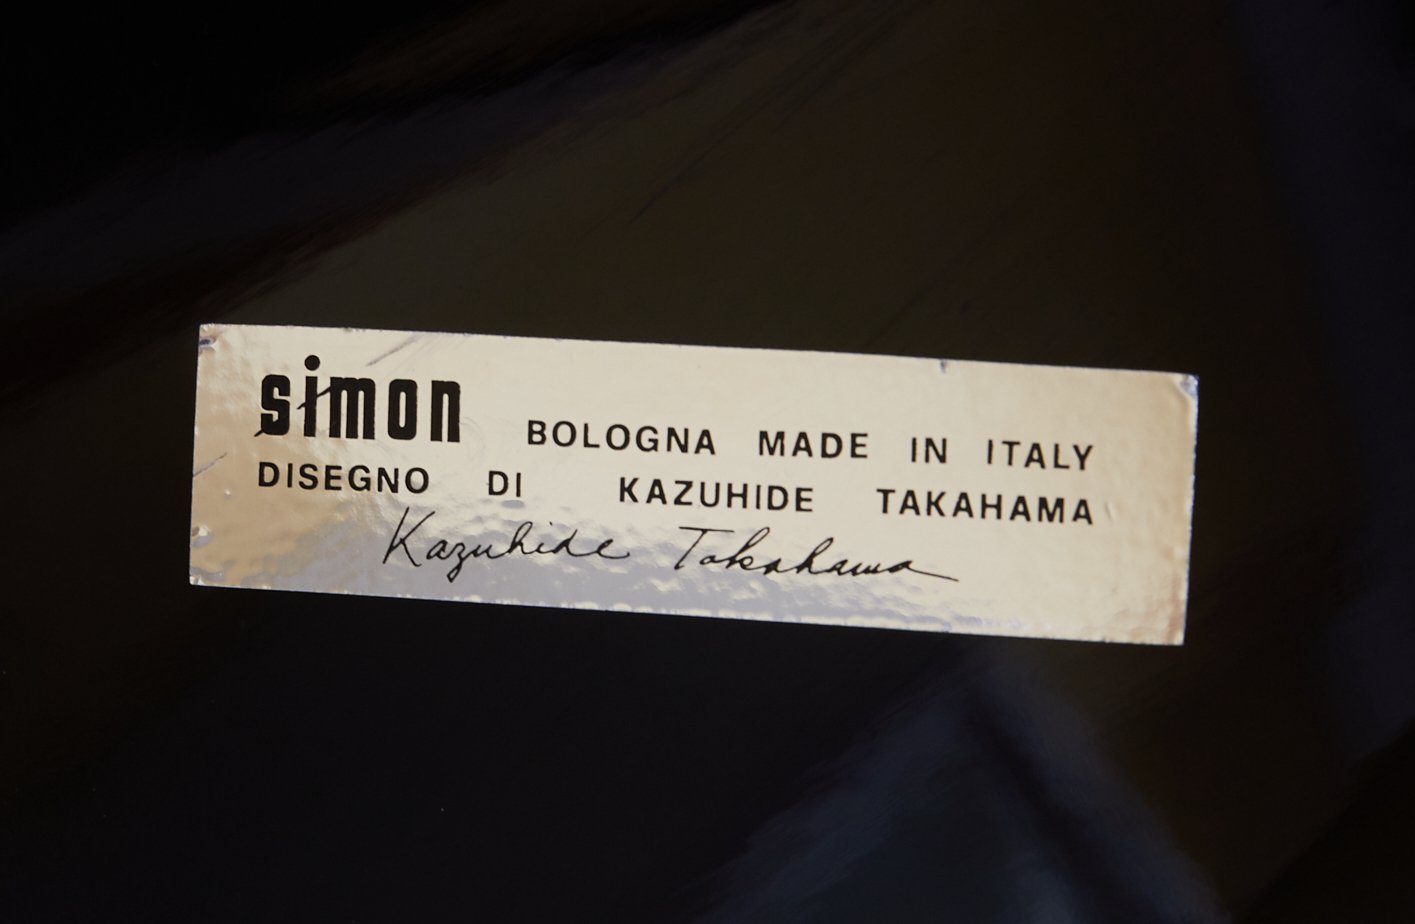 simon BOLOGNA MADE IN ITALY
DISEGNO DI KAZUHIDE TAKAHAMA
Kazuhide Takahama